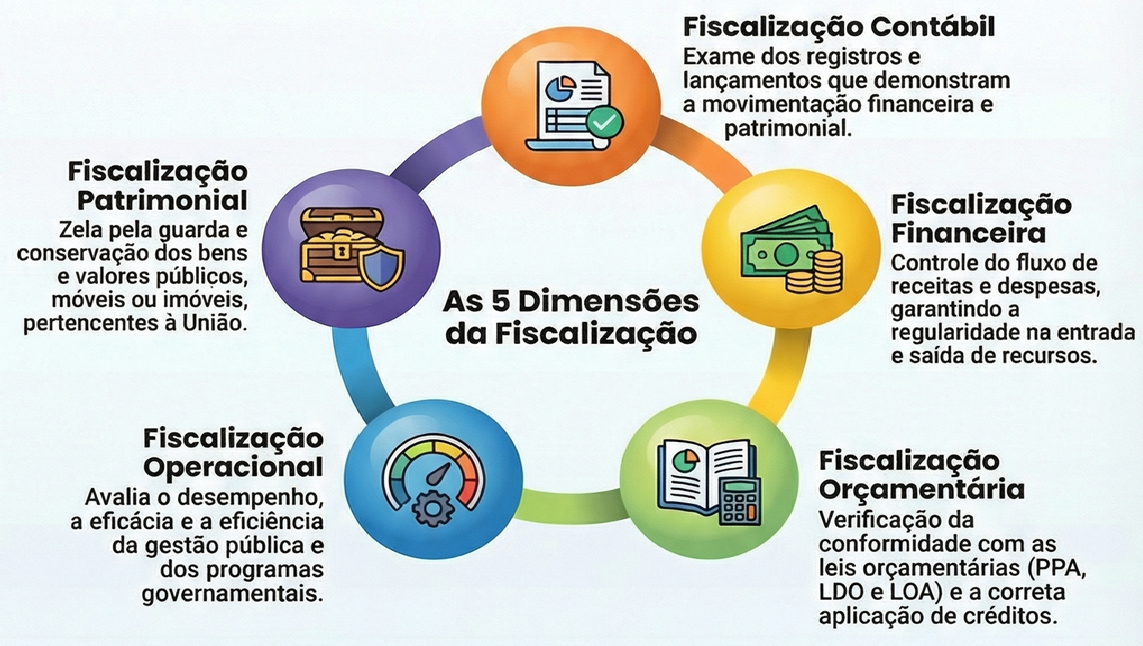 Fiscalização Contábil
Exame dos registros e
lançamentos que demonstram
a movimentação financeira e
patrimonial.
Fiscalização
Patrimonial
Zela pela guarda e
conservação dos bens
e valores públicos,
móveis ou imóveis,
pertencentes à União.
Fiscalização
Financeira
Controle do fluxo de
receitas e despesas,
garantindo a
regularidade na entrada
e saída de recursos.
As 5 Dimensões
da Fiscalização
Fiscalização
Operacional
Avalia o desempenho,
a eficácia e a eficiência
da gestão pública e
dos programas
governamentais.
Fiscalização
Orçamentária
Verificação da
conformidade com as
leis orçamentárias (PPA,
LDO e LOA) e a correta
aplicação de créditos.